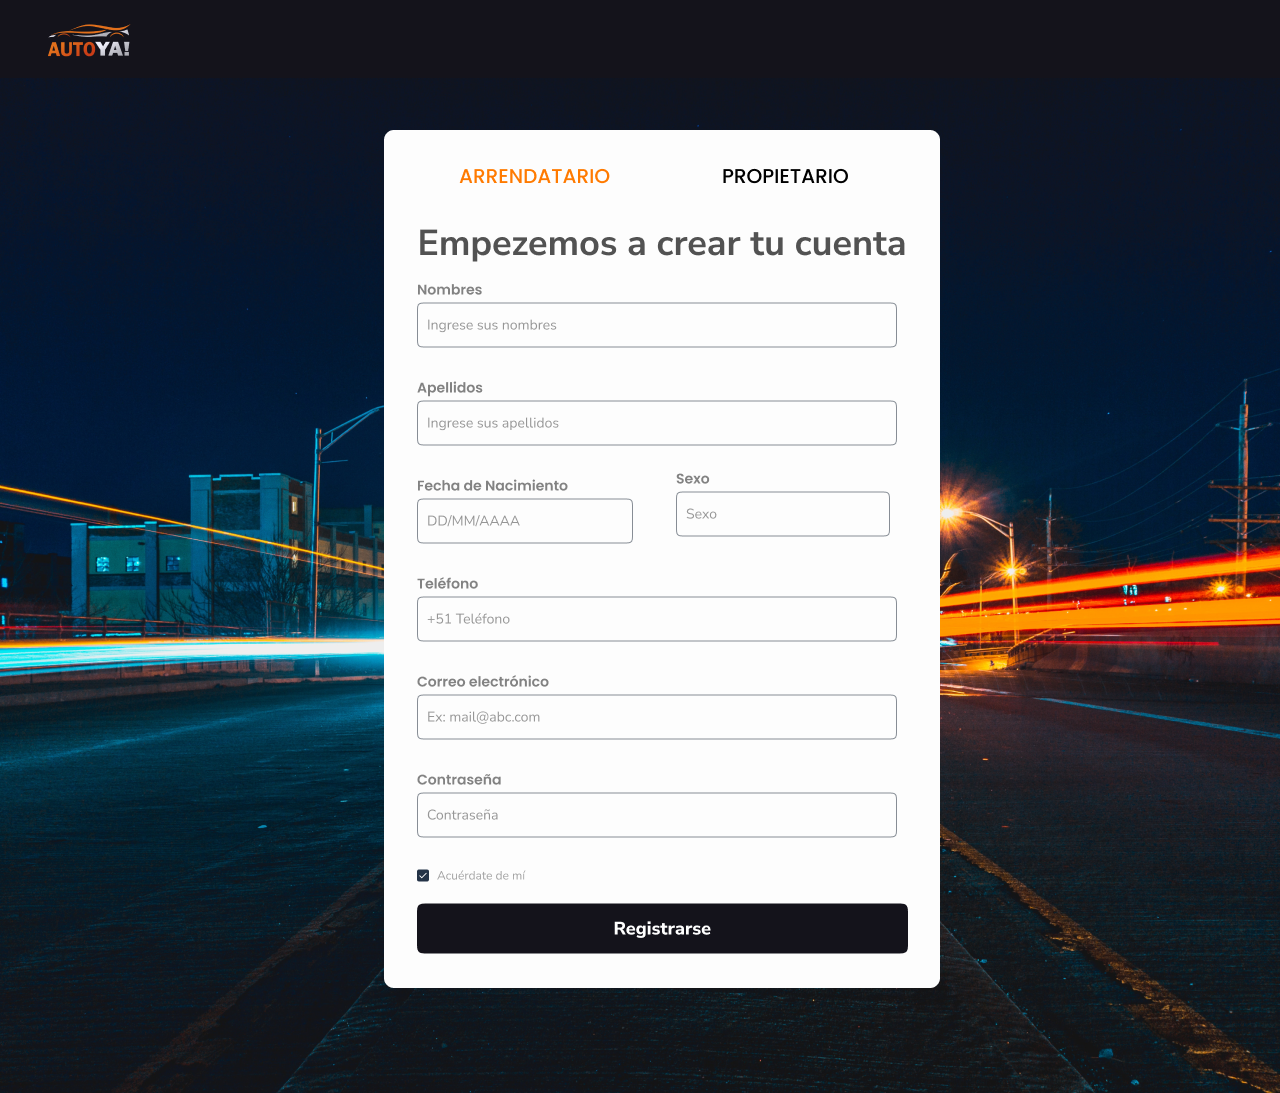 AUTOYA!
ARRENDATARIO PROPIETARIO
Empezemos a crear tu cuenta
Nombres
Ingrese sus nombres
Apellidos
Ingrese sus apellidos
Fecha de Nacimiento Sexo
DD/MM/AAAA Sexo
Teléfono
+51 Teléfono
Correo electrónico
Ex: mail@abc.com
Contraseña
Contraseña
Acuérdate de mí
Registrarse